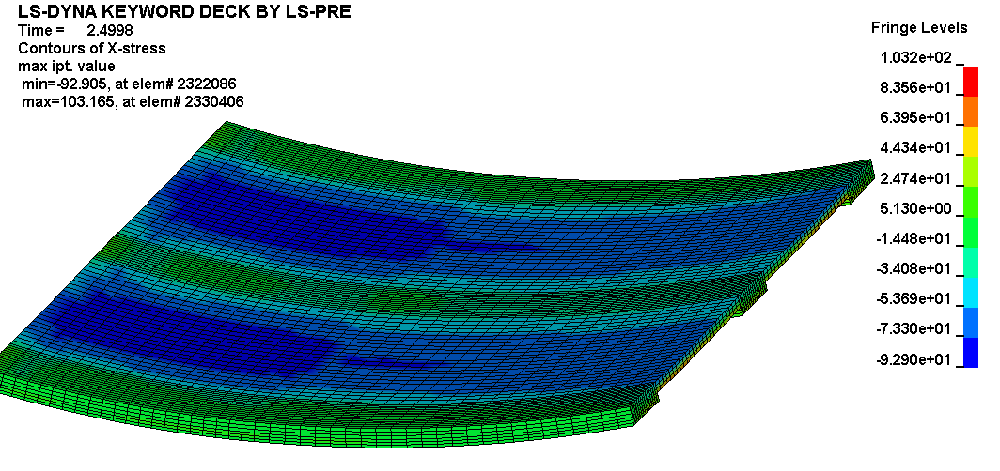 LS-DYNA KEYWORD DECK BY LS-PRE
Time = 2.4998
Contours of X-stress
max ipt. value
min=-92.905, at elem# 2322086
max=103.165, at elem# 2330406
Fringe Levels
1.032e+02
8.356e+01
6.395e+01
4.434e+01
2.474e+01
5.130e+00
-1.448e+01
-3.408e+01
-5.369e+01
-7.330e+01
-9.290e+01